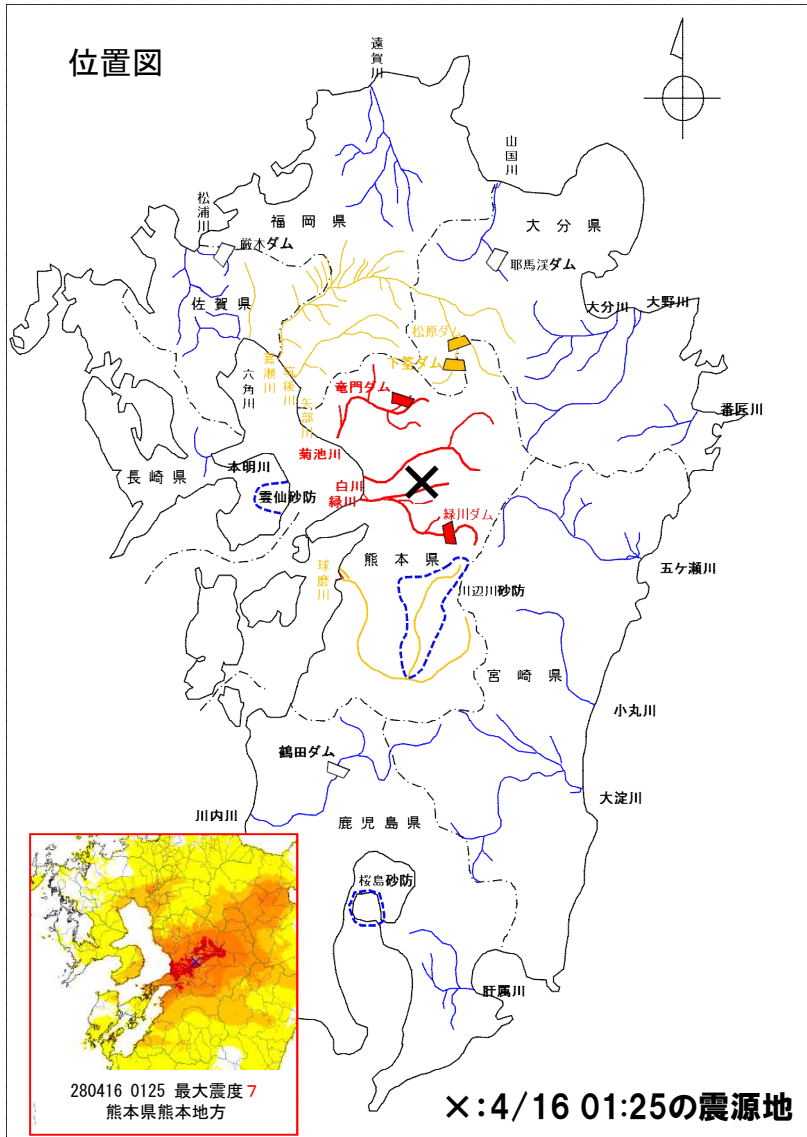 位置図
遠賀川
山国川
松浦川
福岡県
大分県
厳木ダム
耶馬渓ダム
佐賀県
大分川
大野川
松原ダム
下筌ダム
嘉瀬川
六角川
筑後川
竜門ダム
矢部川
番匠川
菊池川
本明川
長崎県
白川
雲仙砂防
緑川
緑川ダム
熊本県
球磨川
五ケ瀬川
川辺川砂防
宮崎県
小丸川
鶴田ダム
大淀川
川内川
鹿児島県
桜島砂防
肝属川
280416 0125 最大震度7
熊本県熊本地方
×:4/16 01:25の震源地